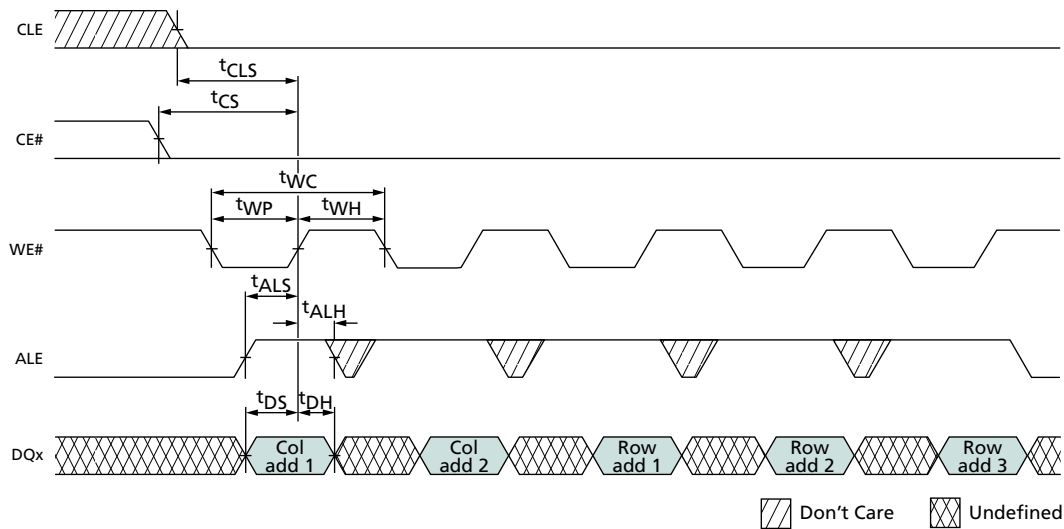 CLE
tCLS
tCS
CE#
tWC
tWP tWH
WE#
tALS
tALH
ALE
tDS tDH
DQx
Col add 1
Col add 2
Row add 1
Row add 2
Row add 3
Don't Care
Undefined